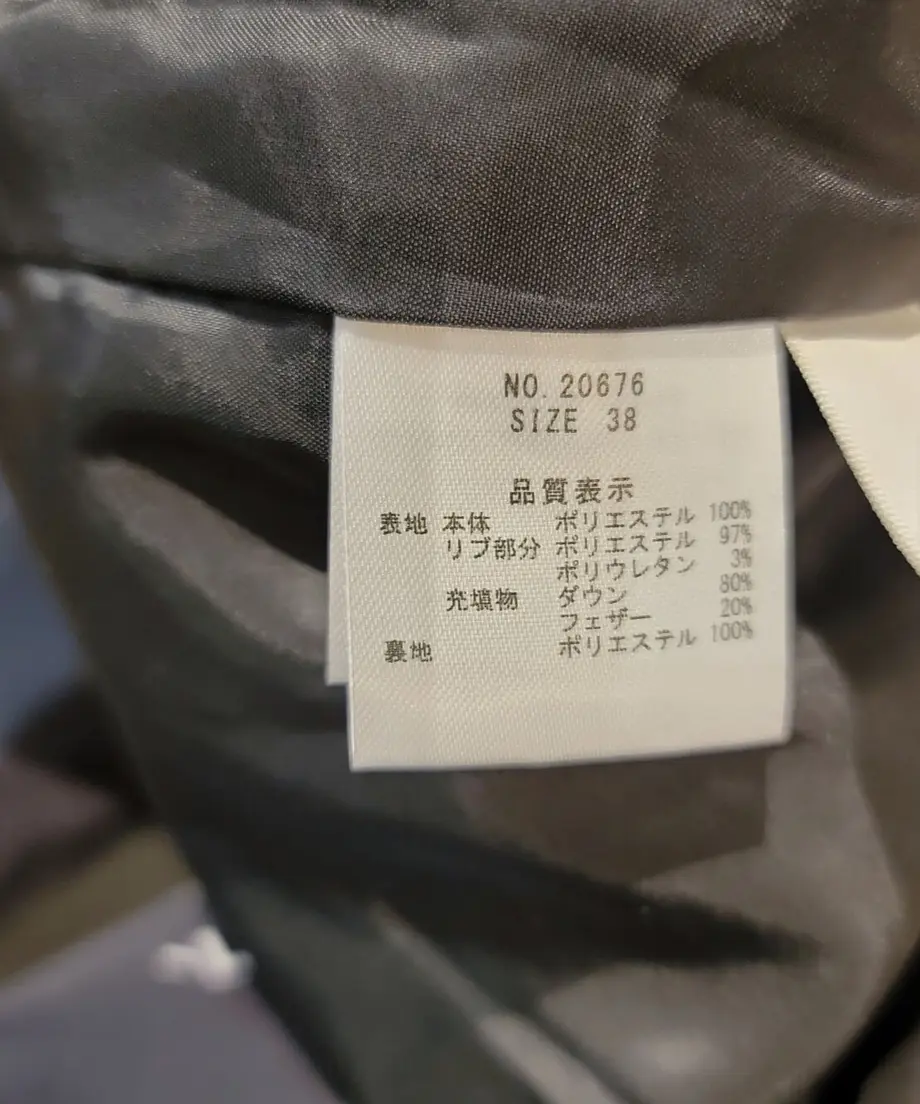 NO.20676
SIZE 38
品質表示
表地 本体 ポリエステル 100%
リブ部分 ポリエステル 97%
ポリウレタン 3%
充填物 ダウン 80%
フェザー 20%
裏地 ポリエステル 100%